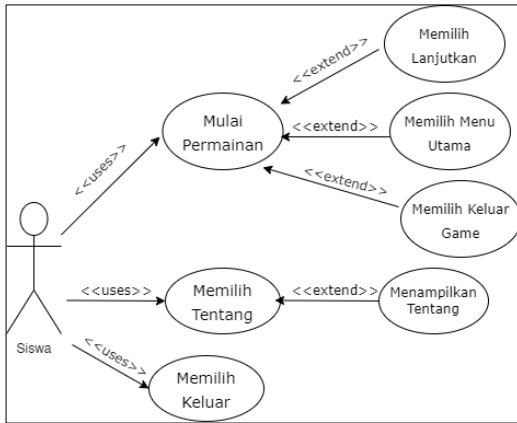 Memilih
Lanjutkan
<<extend>>
Mulai
Permainan
<<extend>>
Memilih Menu
Utama
<<uses>>
<<extend>>
Memilih Keluar
Game
<<uses>>
Memilih
Tentang
<<extend>>
Menampilkan
Tentang
Siswa
<<uses>>
Memilih
Keluar